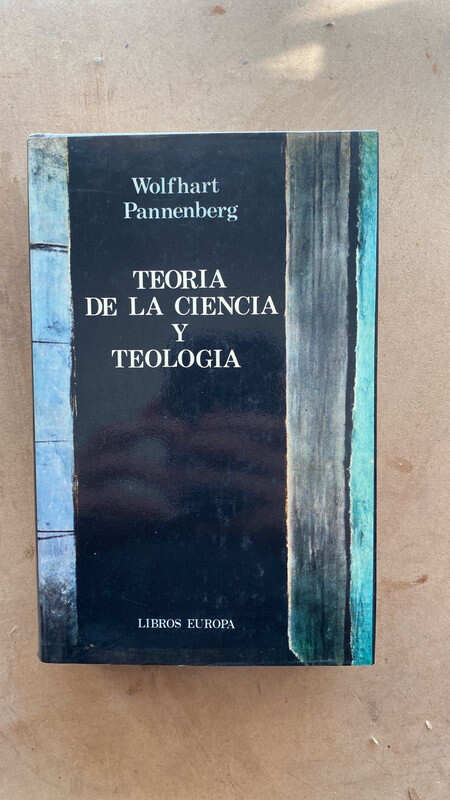 Wolfhart
Pannenberg
TEORIA
DE LA CIENCIA
Y
TEOLOGIA
LIBROS EUROPA